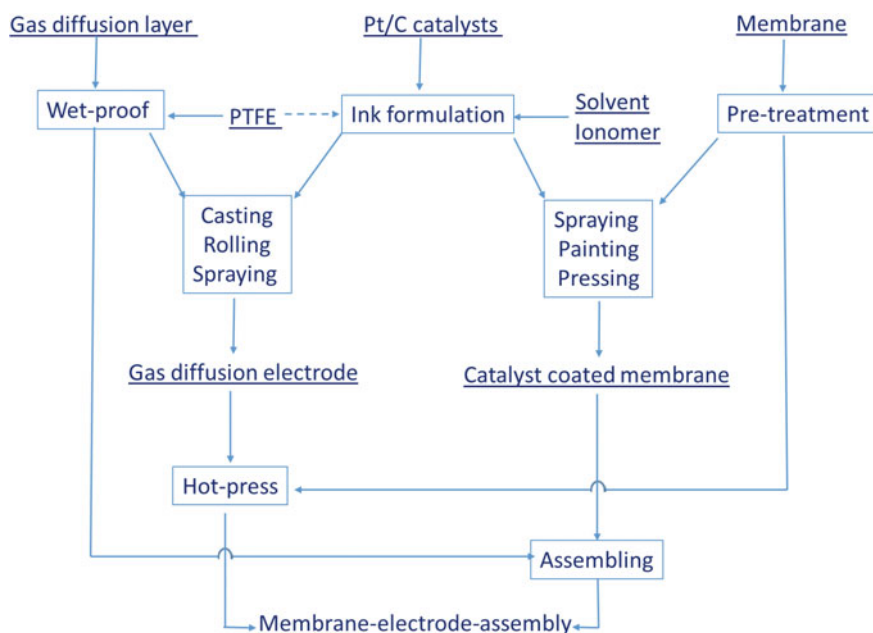 Gas diffusion layer
Pt/C catalysts
Membrane
Wet-proof
PTFE
Ink formulation
Solvent
Ionomer
Pre-treatment
Casting
Rolling
Spraying
Spraying
Painting
Pressing
Gas diffusion electrode
Catalyst coated membrane
Hot-press
Assembling
Membrane-electrode-assembly